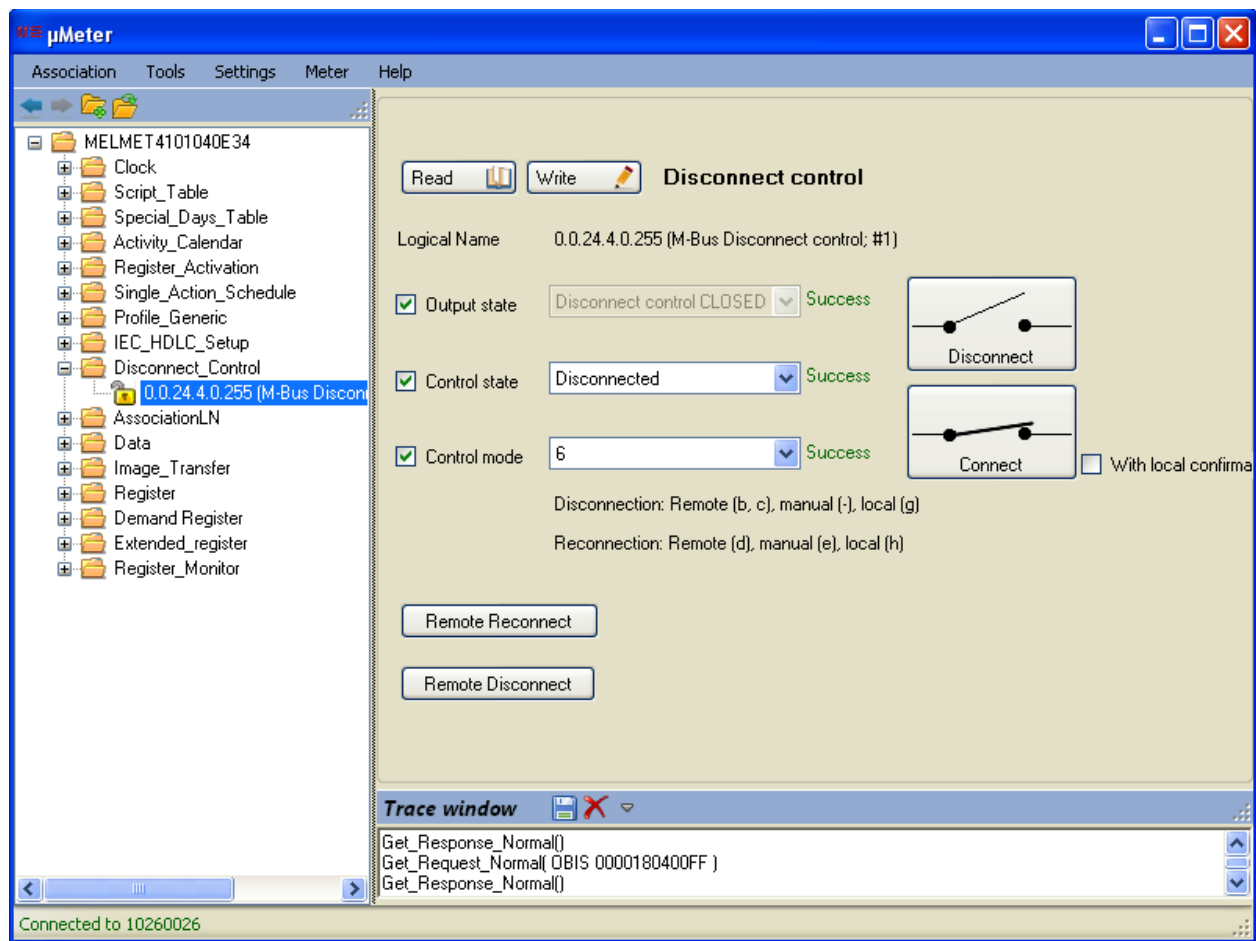 µMeter
Association Tools Settings Meter Help
MELMET4101040E34
Clock
Script_Table
Special_Days_Table
Activity_Calendar
Register_Activation
Single_Action_Schedule
Profile_Generic
IEC_HDLC_Setup
Disconnect_Control
0.0.24.4.0.255 (M-Bus Disconn
AssociationLN
Data
Image_Transfer
Register
Demand Register
Extended_register
Register_Monitor
Read Write Disconnect control
Logical Name 0.0.24.4.0.255 (M-Bus Disconnect control; #1)
Output state Disconnect control CLOSED Success
Disconnect
Control state Disconnected Success
Control mode 6 Success
Connect With local confirma
Disconnection: Remote (b, c), manual (-), local (g)
Reconnection: Remote (d), manual (e), local (h)
Remote Reconnect
Remote Disconnect
Trace window
Get_Response_Normal()
Get_Request_Normal( OBIS 0000180400FF )
Get_Response_Normal()
Connected to 10260026